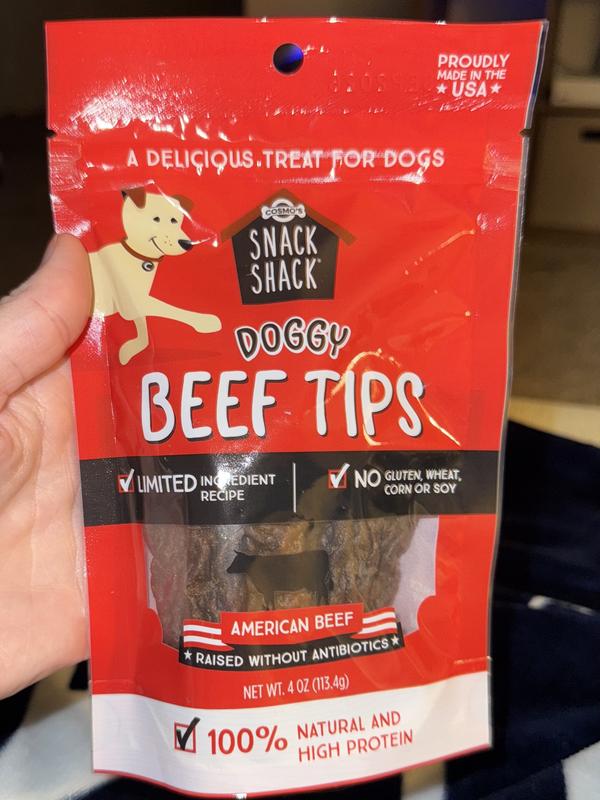 PROUDLY
MADE IN THE
★ USA ★
A DELICIOUS TREAT FOR DOGS
COSMO'S
SNACK
SHACK
DOGGY
BEEF TIPS
LIMITED INGREDIENT
RECIPE
NO GLUTEN, WHEAT,
CORN OR SOY
AMERICAN BEEF
★ RAISED WITHOUT ANTIBIOTICS ★
NET WT. 4 OZ (113.4g)
100% NATURAL AND
HIGH PROTEIN